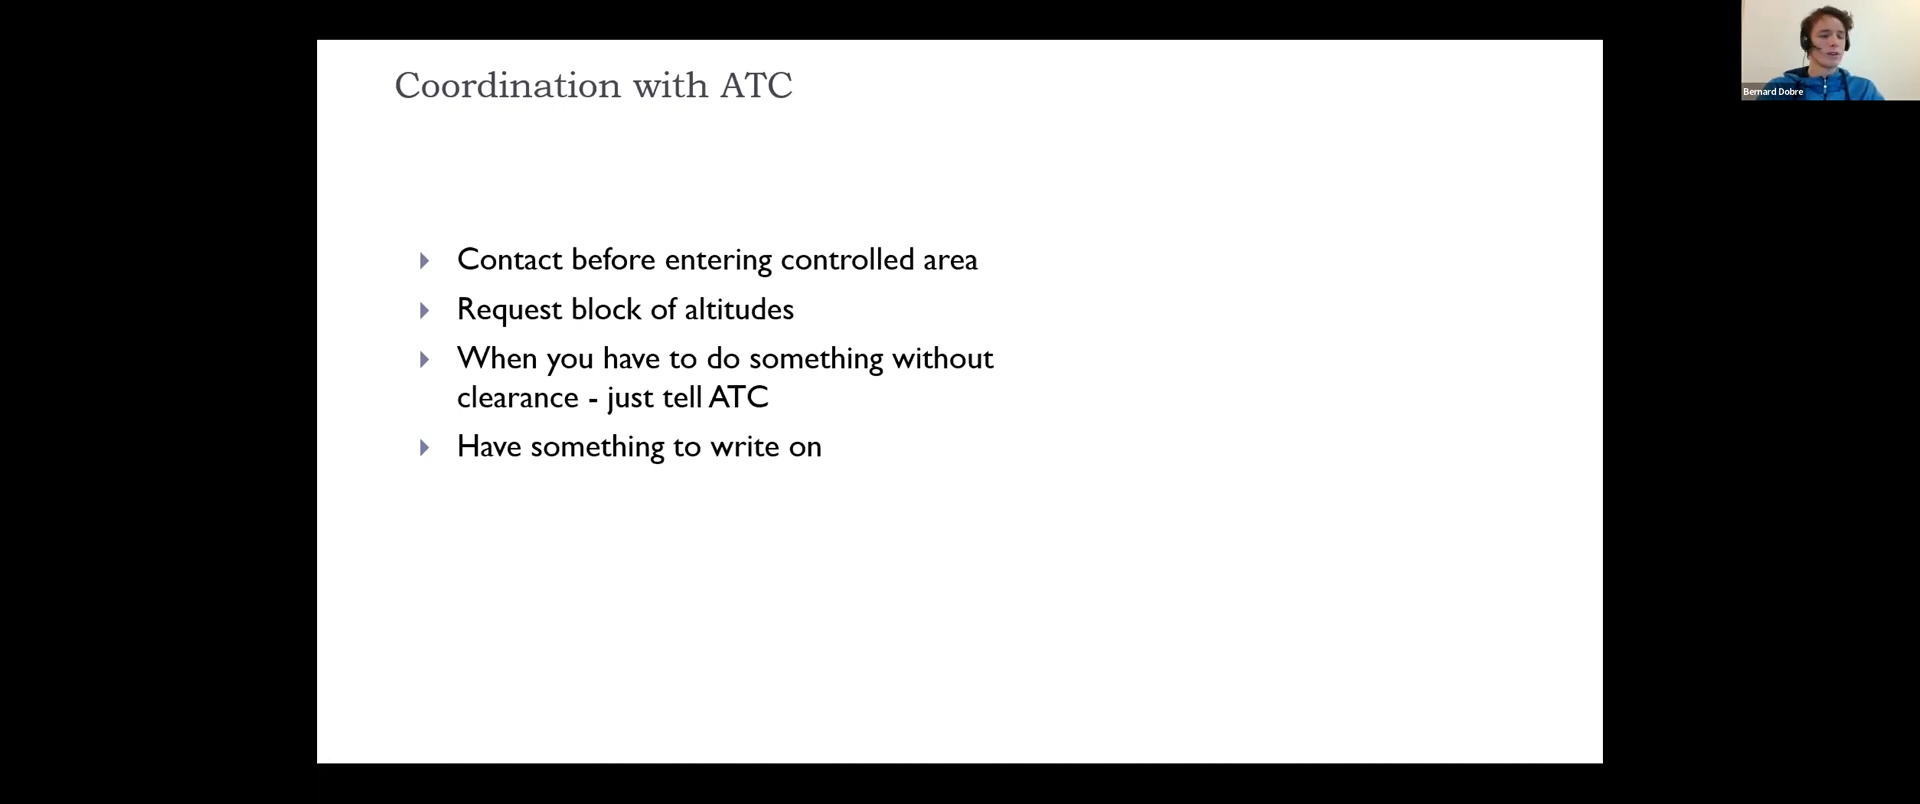 Coordination with ATC
Bernard Dobre
Contact before entering controlled area
Request block of altitudes
When you have to do something without
clearance - just tell ATC
Have something to write on